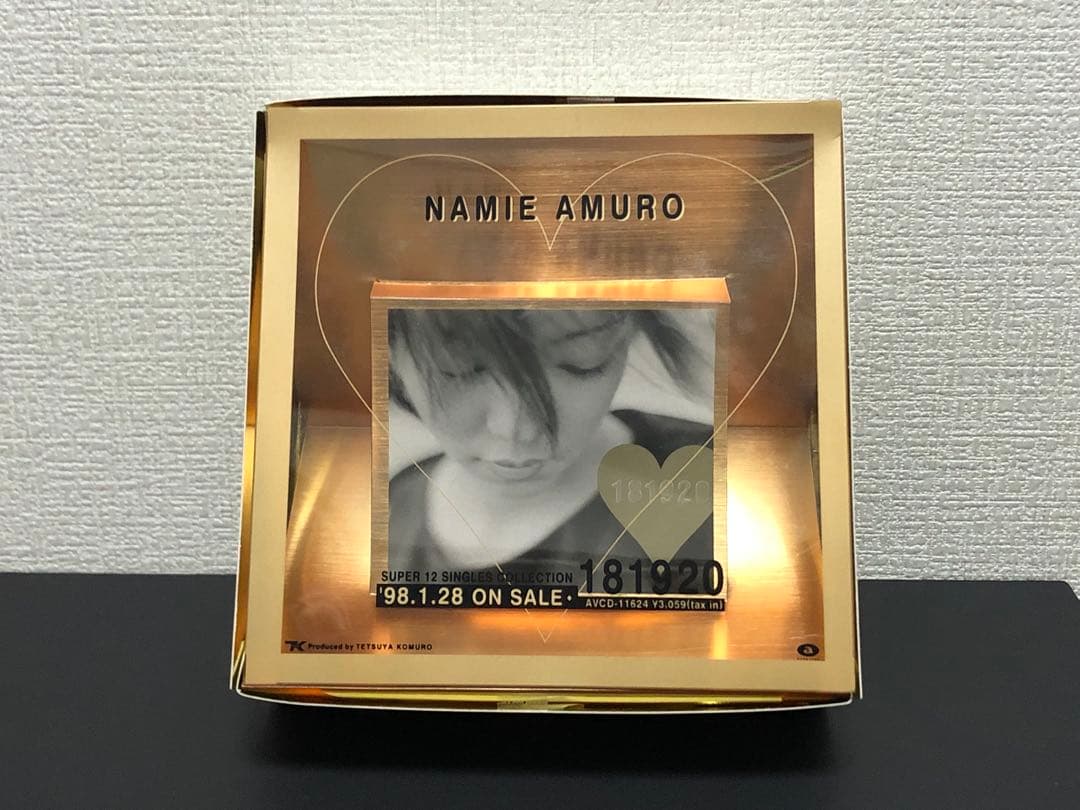 NAMIE AMURO
181920
SUPER 12 SINGLES COLLECTION 181920
'98.1.28 ON SALE・ AVCD-11624 ¥3,059(tax in)
TK Produced by TETSUYA KOMURO
a